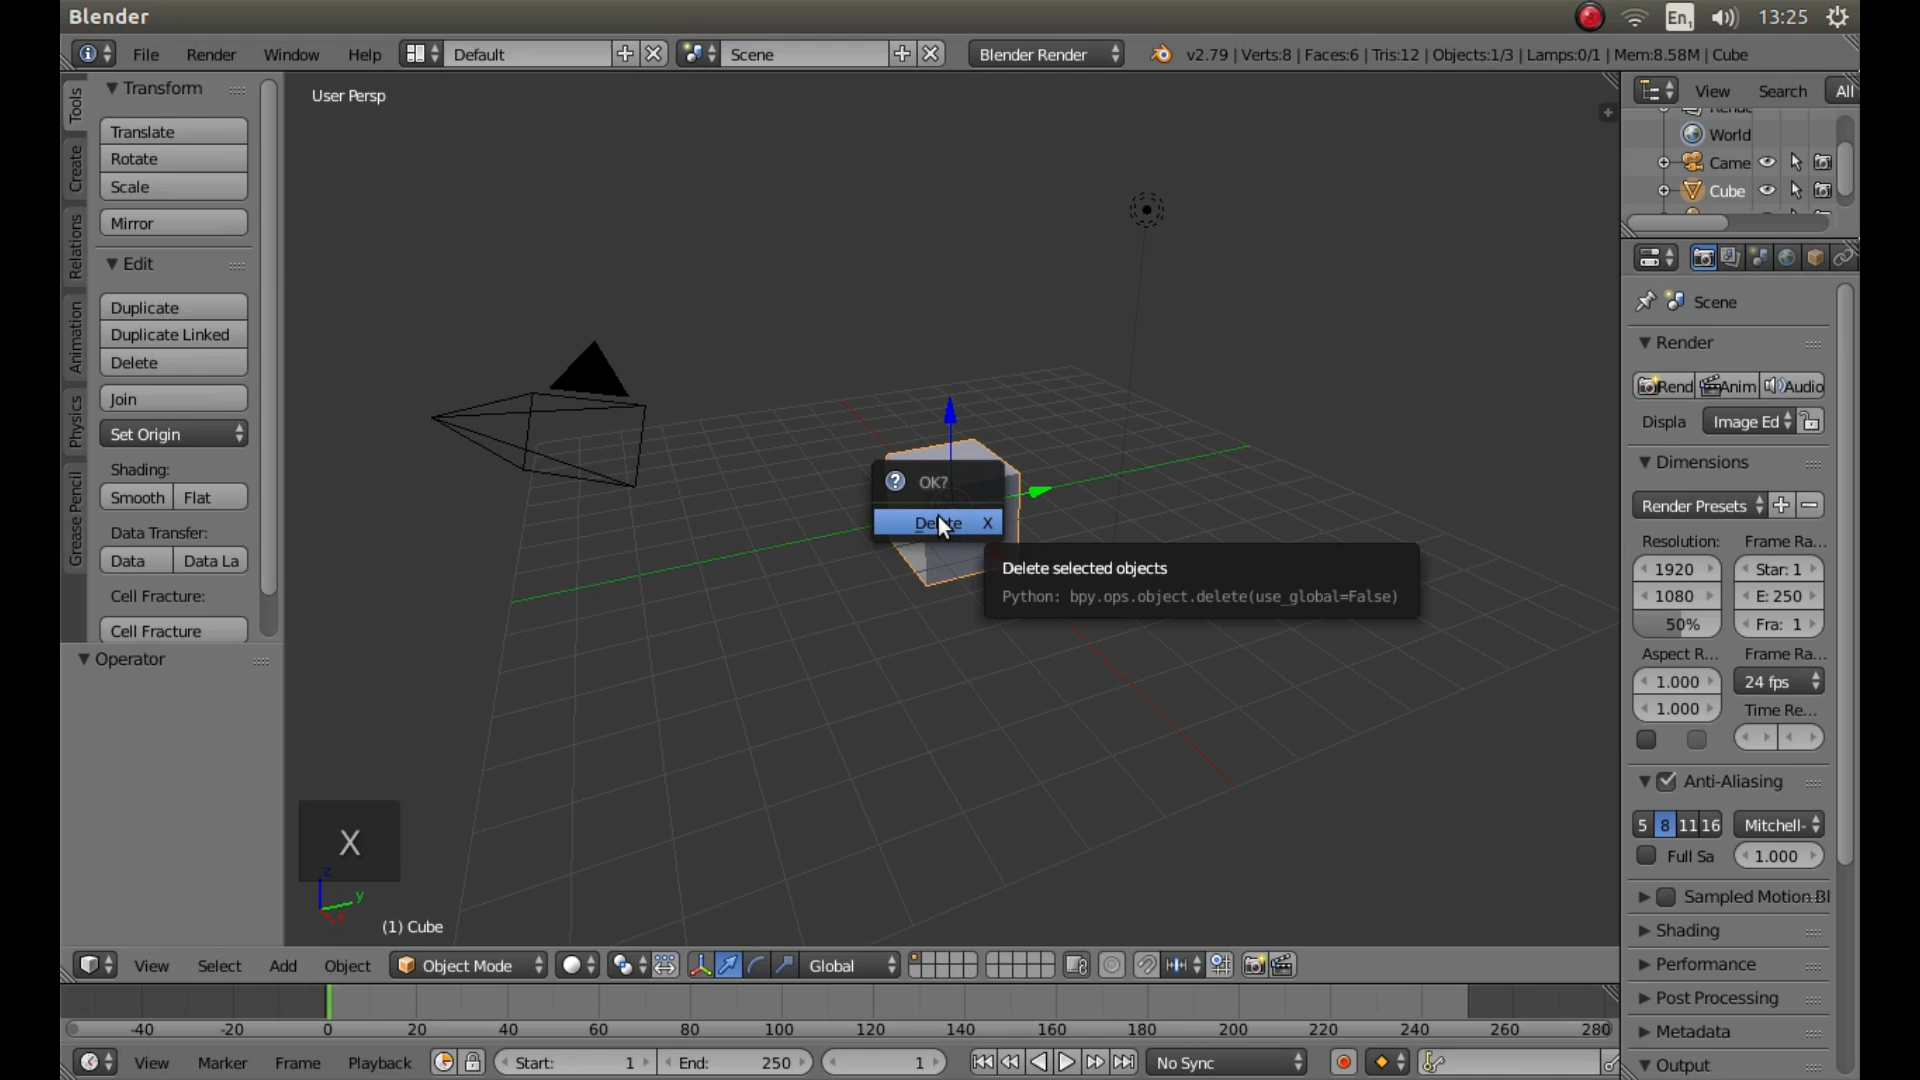 Blender
En1
13:25
File Render Window Help Default Scene Blender Render v2.79 | Verts:8 | Faces:6 | Tris:12 | Objects:1/3 | Lamps:0/1 | Mem:8.58M | Cube
Tools
Create
Relations
Animation
Physics
Grease Pencil
Transform
Translate
Rotate
Scale
Mirror
Edit
Duplicate
Duplicate Linked
Delete
Join
Set Origin
Shading:
Smooth Flat
Data Transfer:
Data Data La
Cell Fracture:
Cell Fracture
Operator
User Persp
OK?
Delete X
Delete selected objects
Python: bpy.ops.object.delete(use_global=False)
X
z
y
x
(1) Cube
View Search All
World
Came
Cube
Scene
Render
Rend Anim Audio
Displa Image Ed
Dimensions
Render Presets
Resolution: Frame Ra...
1920 Star: 1
1080 E: 250
50% Fra: 1
Aspect R... Frame Ra...
1.000 24 fps
1.000 Time Re...
Anti-Aliasing
5 8 11 16 Mitchell-
Full Sa 1.000
Sampled Motion Bl
Shading
Performance
Post Processing
Metadata
Output
View Select Add Object Object Mode Global
-40 -20 0 20 40 60 80 100 120 140 160 180 200 220 240 260 280
View Marker Frame Playback Start: 1 End: 250 1 No Sync